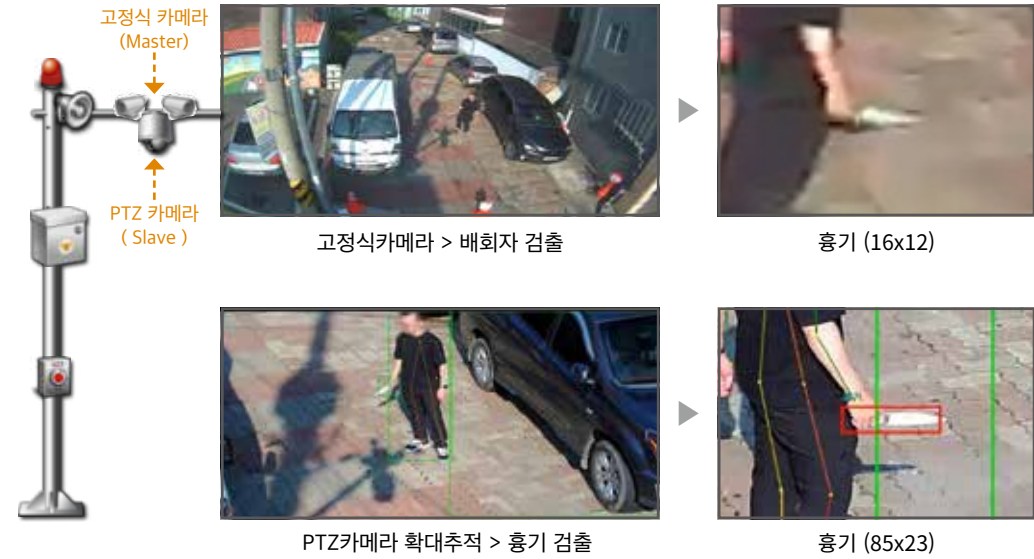 고정식 카메라
(Master)
PTZ 카메라
( Slave )
고정식카메라 > 배회자 검출
흉기 (16x12)
PTZ카메라 확대추적 > 흉기 검출
흉기 (85x23)